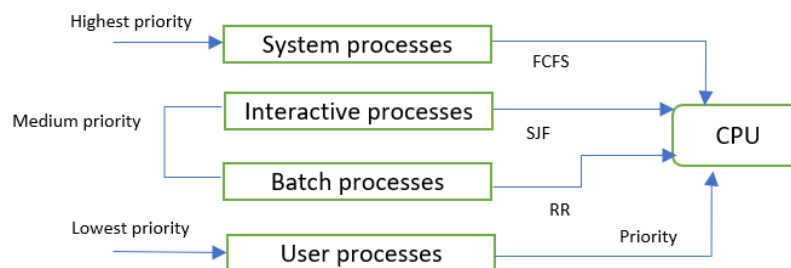 Highest priority
System processes
FCFS
Interactive processes
Medium priority
SJF
CPU
Batch processes
RR
Lowest priority
User processes
Priority